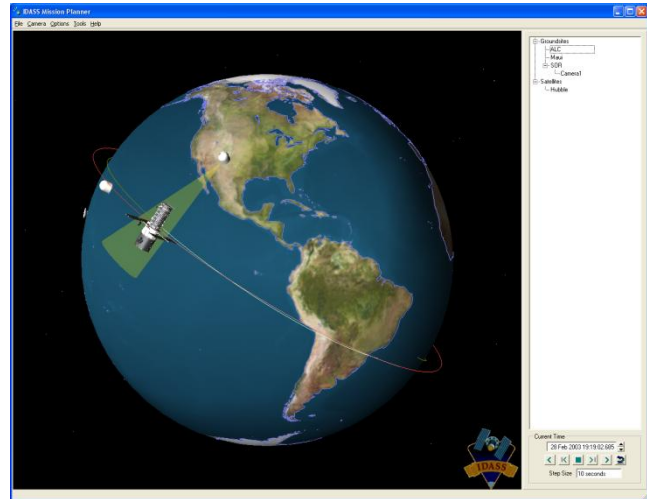 IDASS Mission Planner
File Camera Options Tools Help
Groundsites
ALC
Maui
SOR
Camera1
Satellites
Hubble
Current Time
28 Feb 2003 19:19:02.685
Step Size 10 seconds
IDASS